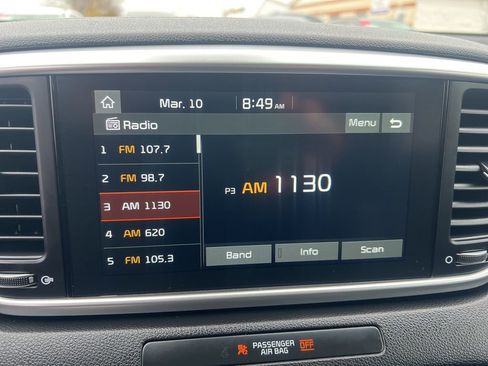 Mar. 10 8:49 AM
Radio Menu
1 FM 107.7
2 FM 98.7
3 AM 1130
4 AM 620
5 FM 105.3
P3 AM 1130
Band Info Scan
PASSENGER AIR BAG OFF